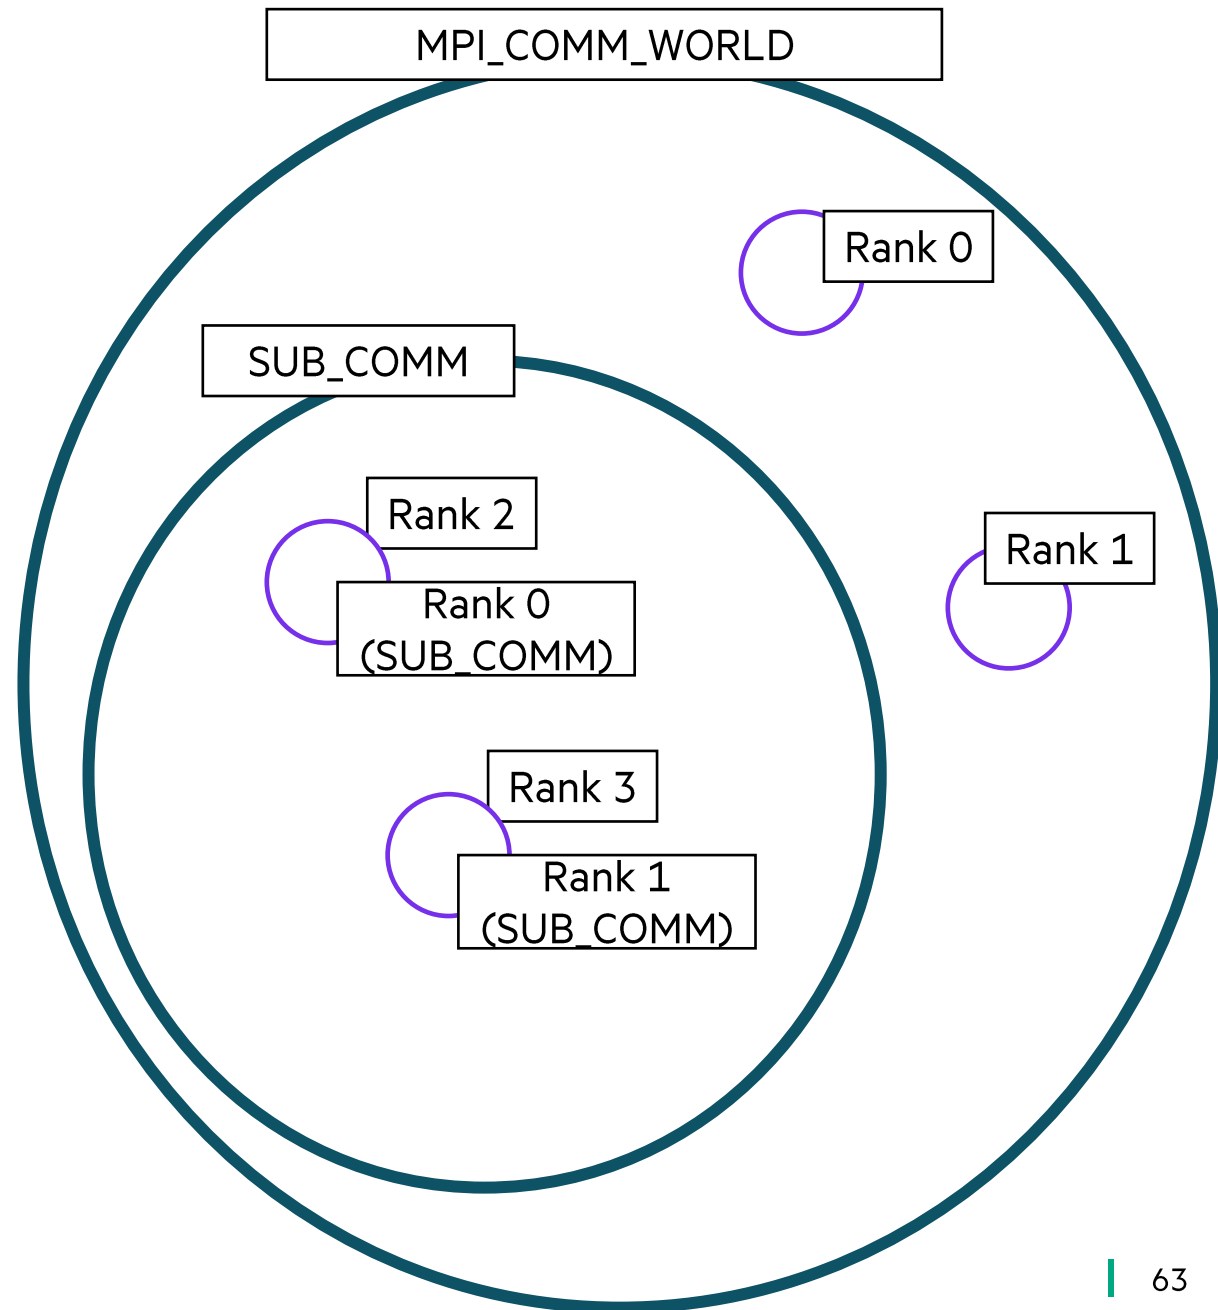 MPI_COMM_WORLD
Rank 0
SUB_COMM
Rank 2
Rank 1
Rank 0
(SUB_COMM)
Rank 3
Rank 1
(SUB_COMM)
63